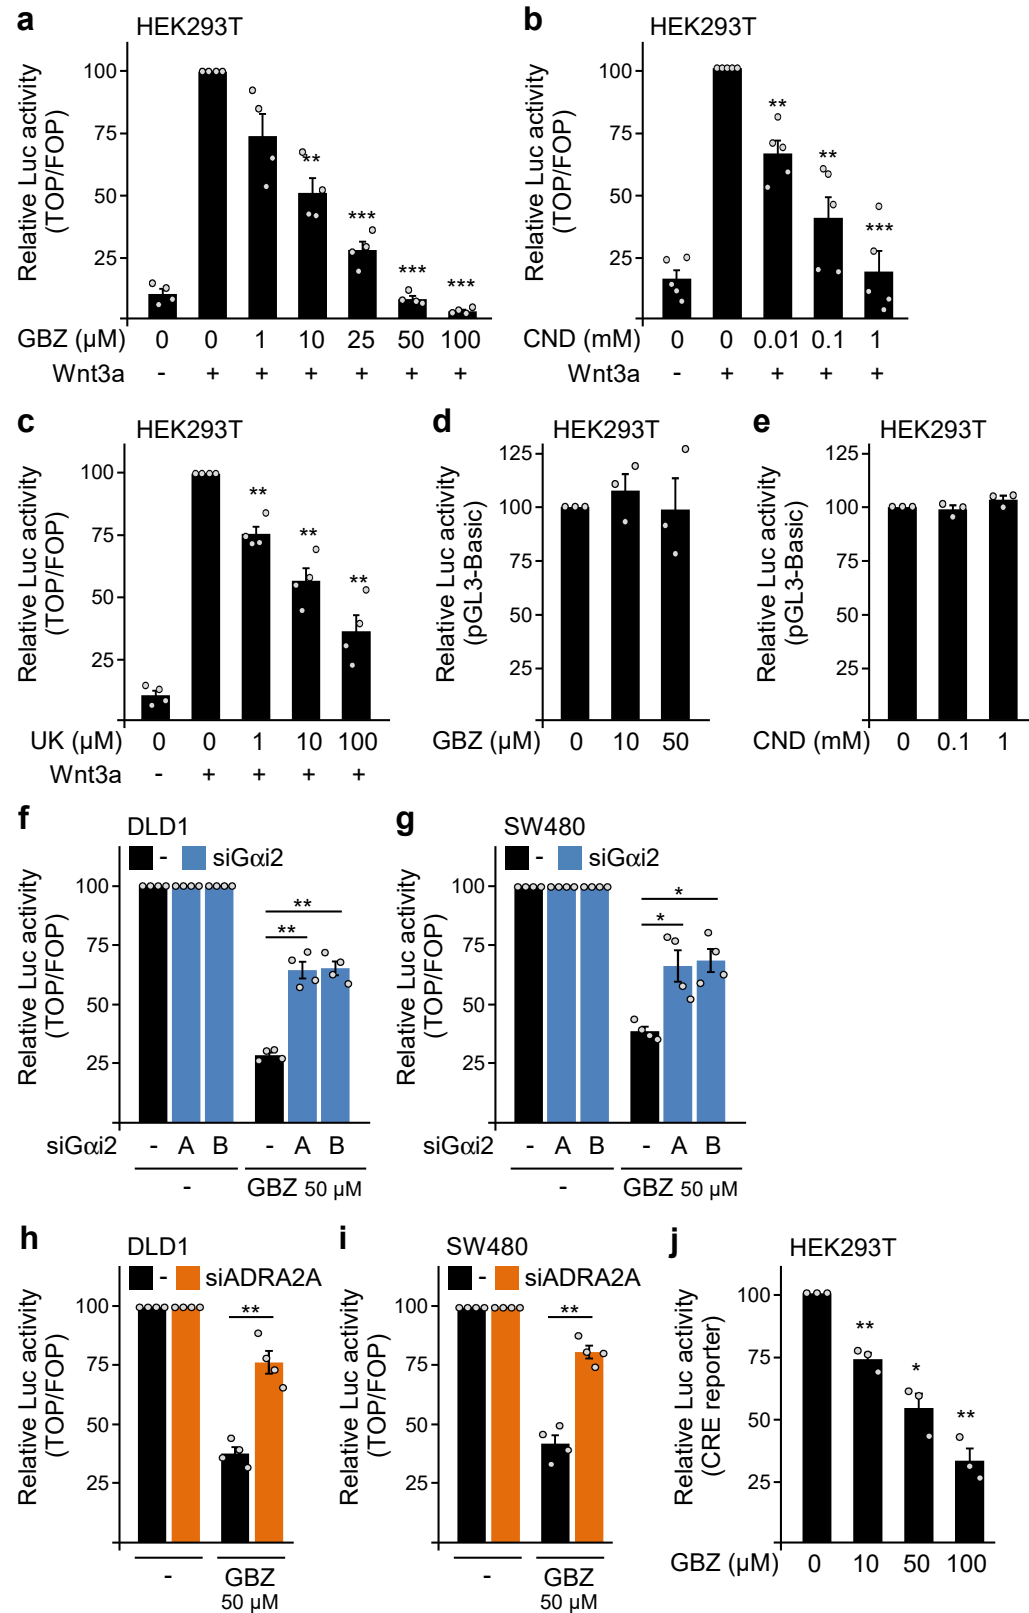 a
HEK293T
Relative Luc activity
(TOP/FOP)
100
75
50
25
**
***
***
***
GBZ (µM) 0 0 1 10 25 50 100
Wnt3a - + + + + + +
b
HEK293T
Relative Luc activity
(TOP/FOP)
100
75
50
25
**
**
***
CND (mM) 0 0 0.01 0.1 1
Wnt3a - + + + +
c
HEK293T
Relative Luc activity
(TOP/FOP)
100
75
50
25
**
**
**
UK (µM) 0 0 1 10 100
Wnt3a - + + + +
d
HEK293T
Relative Luc activity
(pGL3-Basic)
125
100
75
50
25
GBZ (µM) 0 10 50
e
HEK293T
Relative Luc activity
(pGL3-Basic)
125
100
75
50
25
CND (mM) 0 0.1 1
f
DLD1
- siGαi2
Relative Luc activity
(TOP/FOP)
100
75
50
25
**
**
siGαi2 - A B - A B
- GBZ 50 µM
g
SW480
- siGαi2
Relative Luc activity
(TOP/FOP)
100
75
50
25
*
*
siGαi2 - A B - A B
- GBZ 50 µM
h
DLD1
- siADRA2A
Relative Luc activity
(TOP/FOP)
100
75
50
25
**
- GBZ
50 µM
i
SW480
- siADRA2A
Relative Luc activity
(TOP/FOP)
100
75
50
25
**
- GBZ
50 µM
j
HEK293T
Relative Luc activity
(CRE reporter)
100
75
50
25
**
*
**
GBZ (µM) 0 10 50 100